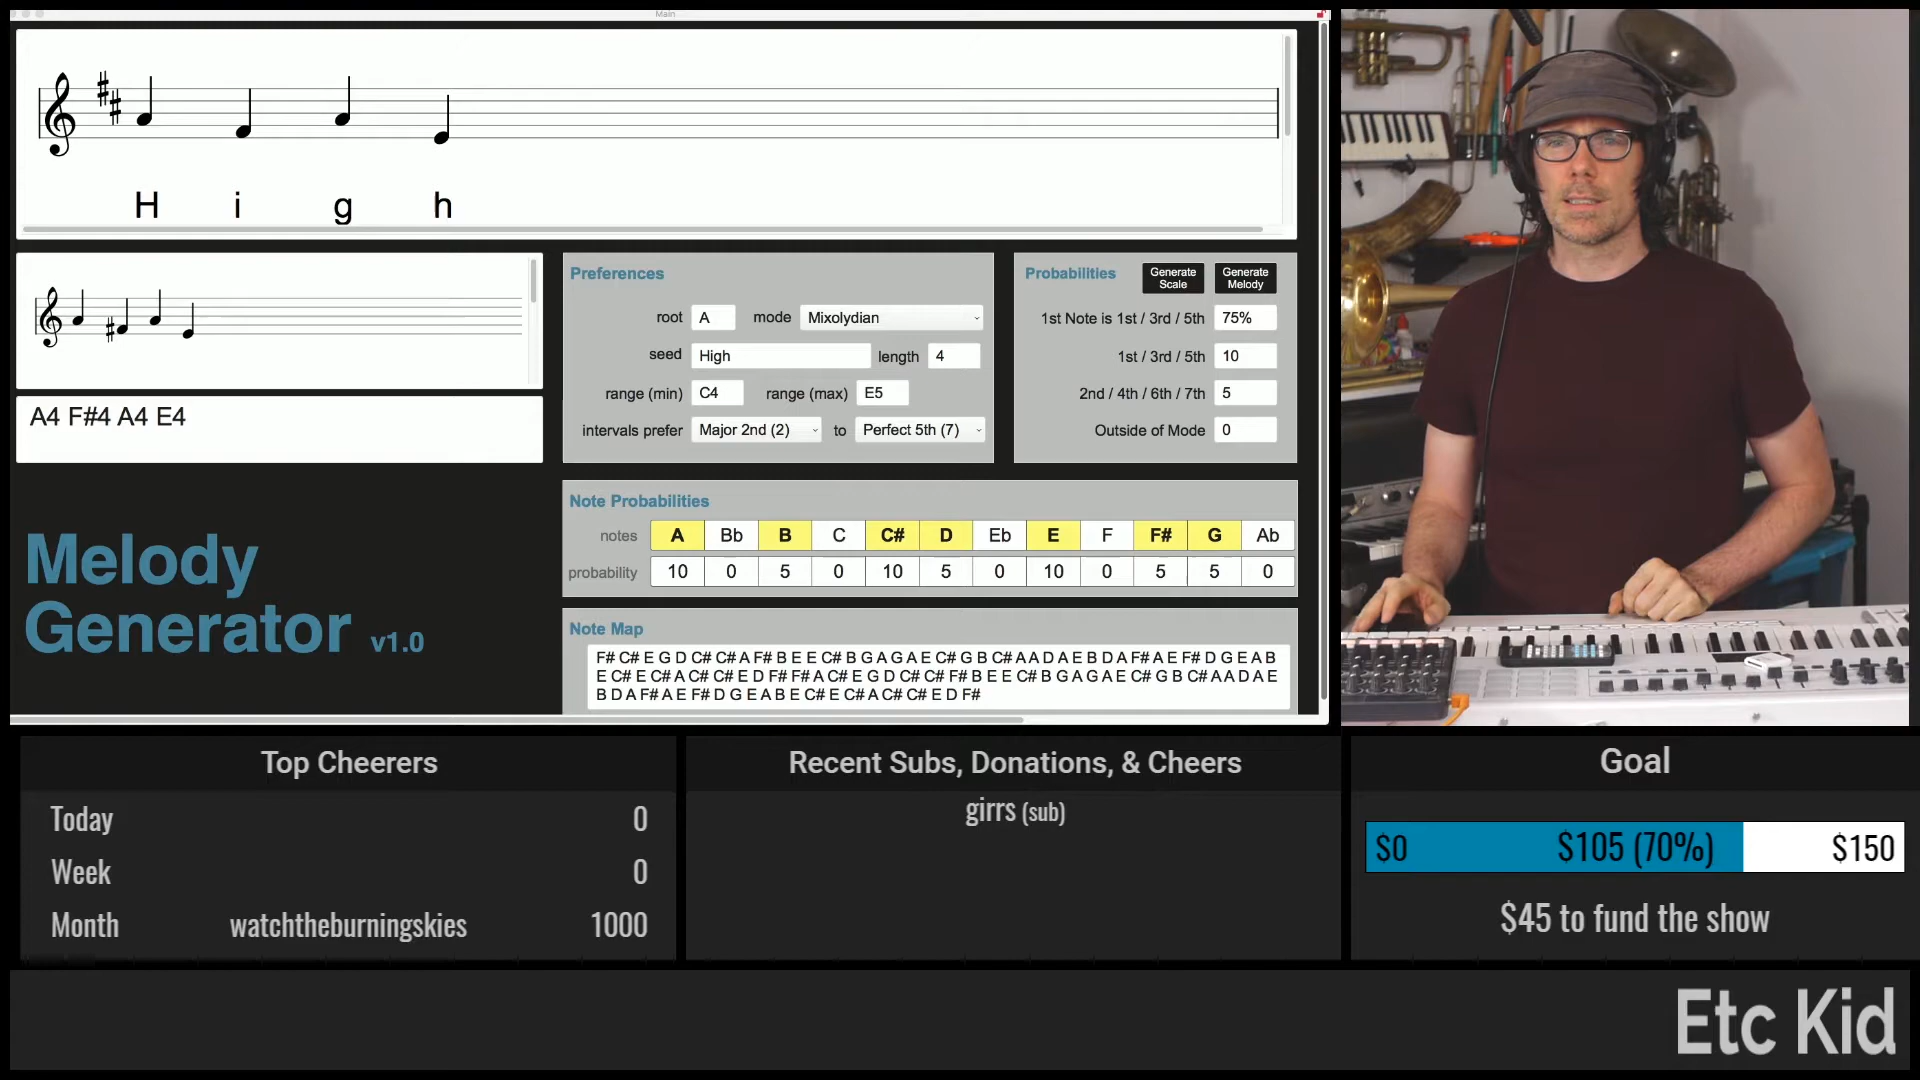 Main
H i g h
A4 F#4 A4 E4
Melody
Generator v1.0
Preferences
root A mode Mixolydian
seed High length 4
range (min) C4 range (max) E5
intervals prefer Major 2nd (2) to Perfect 5th (7)
Probabilities Generate Scale Generate Melody
1st Note is 1st / 3rd / 5th 75%
1st / 3rd / 5th 10
2nd / 4th / 6th / 7th 5
Outside of Mode 0
Note Probabilities
notes A Bb B C C# D Eb E F F# G Ab
probability 10 0 5 0 10 5 0 10 0 5 5 0
Note Map
F# C# E G D C# C# A F# B E E C# B G A G A E C# G B C# A A D A E B D A F# A E F# D G E A B
E C# E C# A C# C# E D F# F# A C# E G D C# C# F# B E E C# B G A G A E C# G B C# A A D A E
B D A F# A E F# D G E A B E C# E C# A C# C# E D F#
Top Cheerers
Today 0
Week 0
Month watchtheburningskies 1000
Recent Subs, Donations, & Cheers
girrs (sub)
Goal
$0 $105 (70%) $150
$45 to fund the show
Etc Kid